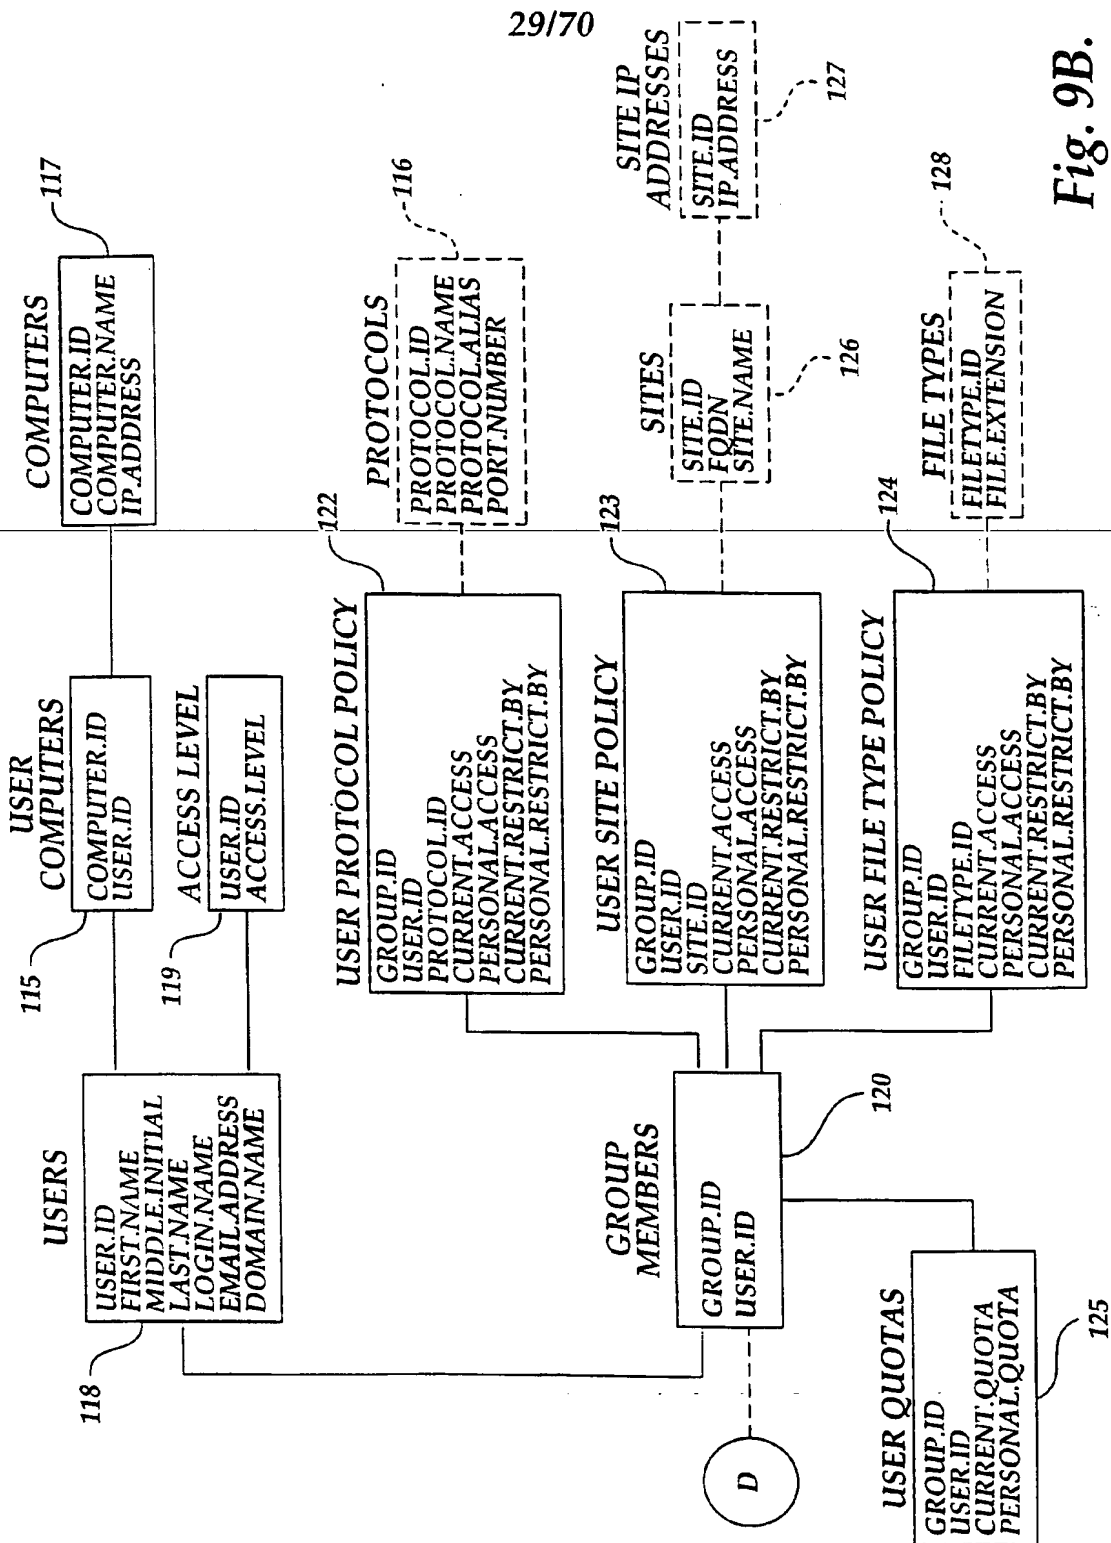 29/70
USERS
USER.ID
FIRST.NAME
MIDDLE.INITIAL
LAST.NAME
LOGIN.NAME
EMAIL.ADDRESS
DOMAIN.NAME
118
USER
COMPUTERS
COMPUTER.ID
USER.ID
115
ACCESS LEVEL
USER.ID
ACCESS.LEVEL
119
COMPUTERS
COMPUTER.ID
COMPUTER.NAME
IP.ADDRESS
117
USER PROTOCOL POLICY
GROUP.ID
USER.ID
PROTOCOL.ID
CURRENT.ACCESS
PERSONAL.ACCESS
CURRENT.RESTRICT.BY
PERSONAL.RESTRICT.BY
122
PROTOCOLS
PROTOCOL.ID
PROTOCOL.NAME
PROTOCOL.ALIAS
PORT.NUMBER
116
GROUP
MEMBERS
GROUP.ID
USER.ID
120
D
USER SITE POLICY
GROUP.ID
USER.ID
SITE.ID
CURRENT.ACCESS
PERSONAL.ACCESS
CURRENT.RESTRICT.BY
PERSONAL.RESTRICT.BY
123
SITES
SITE.ID
FQDN
SITE.NAME
126
SITE IP
ADDRESSES
SITE.ID
IP.ADDRESS
127
USER QUOTAS
GROUP.ID
USER.ID
CURRENT.QUOTA
PERSONAL.QUOTA
125
USER FILE TYPE POLICY
GROUP.ID
USER.ID
FILETYPE.ID
CURRENT.ACCESS
PERSONAL.ACCESS
CURRENT.RESTRICT.BY
PERSONAL.RESTRICT.BY
124
FILE TYPES
FILETYPE.ID
FILE.EXTENSION
128
Fig. 9B.